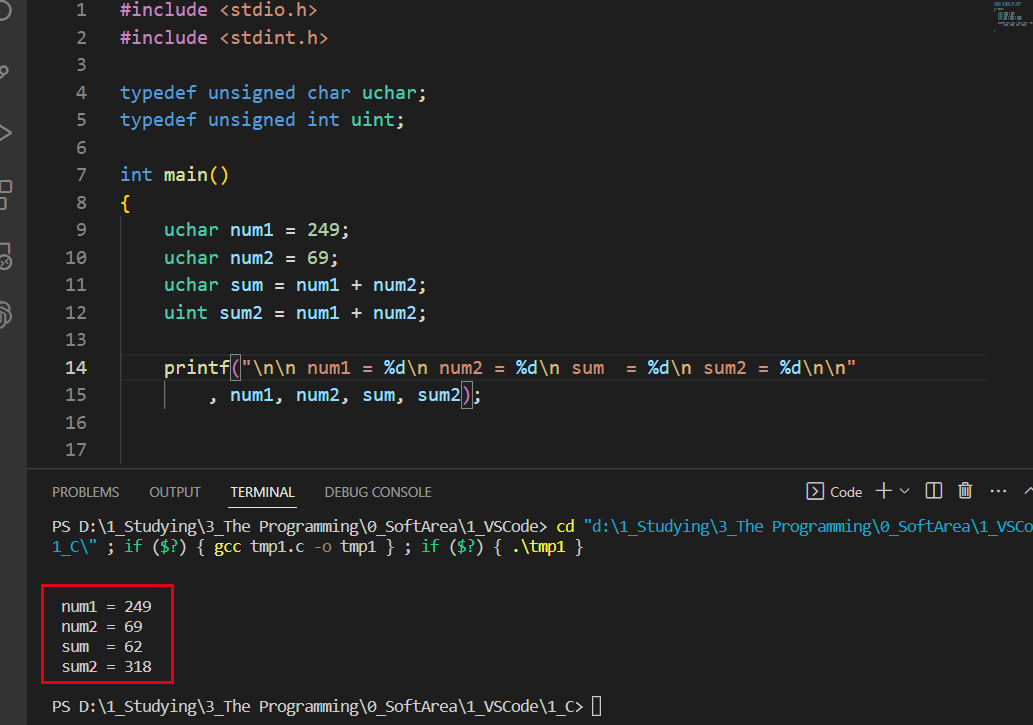 1 #include <stdio.h>
2 #include <stdint.h>
3
4 typedef unsigned char uchar;
5 typedef unsigned int uint;
6
7 int main()
8 {
9 uchar num1 = 249;
10 uchar num2 = 69;
11 uchar sum = num1 + num2;
12 uint sum2 = num1 + num2;
13
14 printf("\n\n num1 = %d\n num2 = %d\n sum  = %d\n sum2 = %d\n\n"
15 , num1, num2, sum, sum2);
16
17
PROBLEMS OUTPUT TERMINAL DEBUG CONSOLE Code
PS D:\1_Studying\3_The Programming\0_SoftArea\1_VSCode> cd "d:\1_Studying\3_The Programming\0_SoftArea\1_VSCo
1_C\" ; if ($?) { gcc tmp1.c -o tmp1 } ; if ($?) { .\tmp1 }
num1 = 249
num2 = 69
sum  = 62
sum2 = 318
PS D:\1_Studying\3_The Programming\0_SoftArea\1_VSCode\1_C>